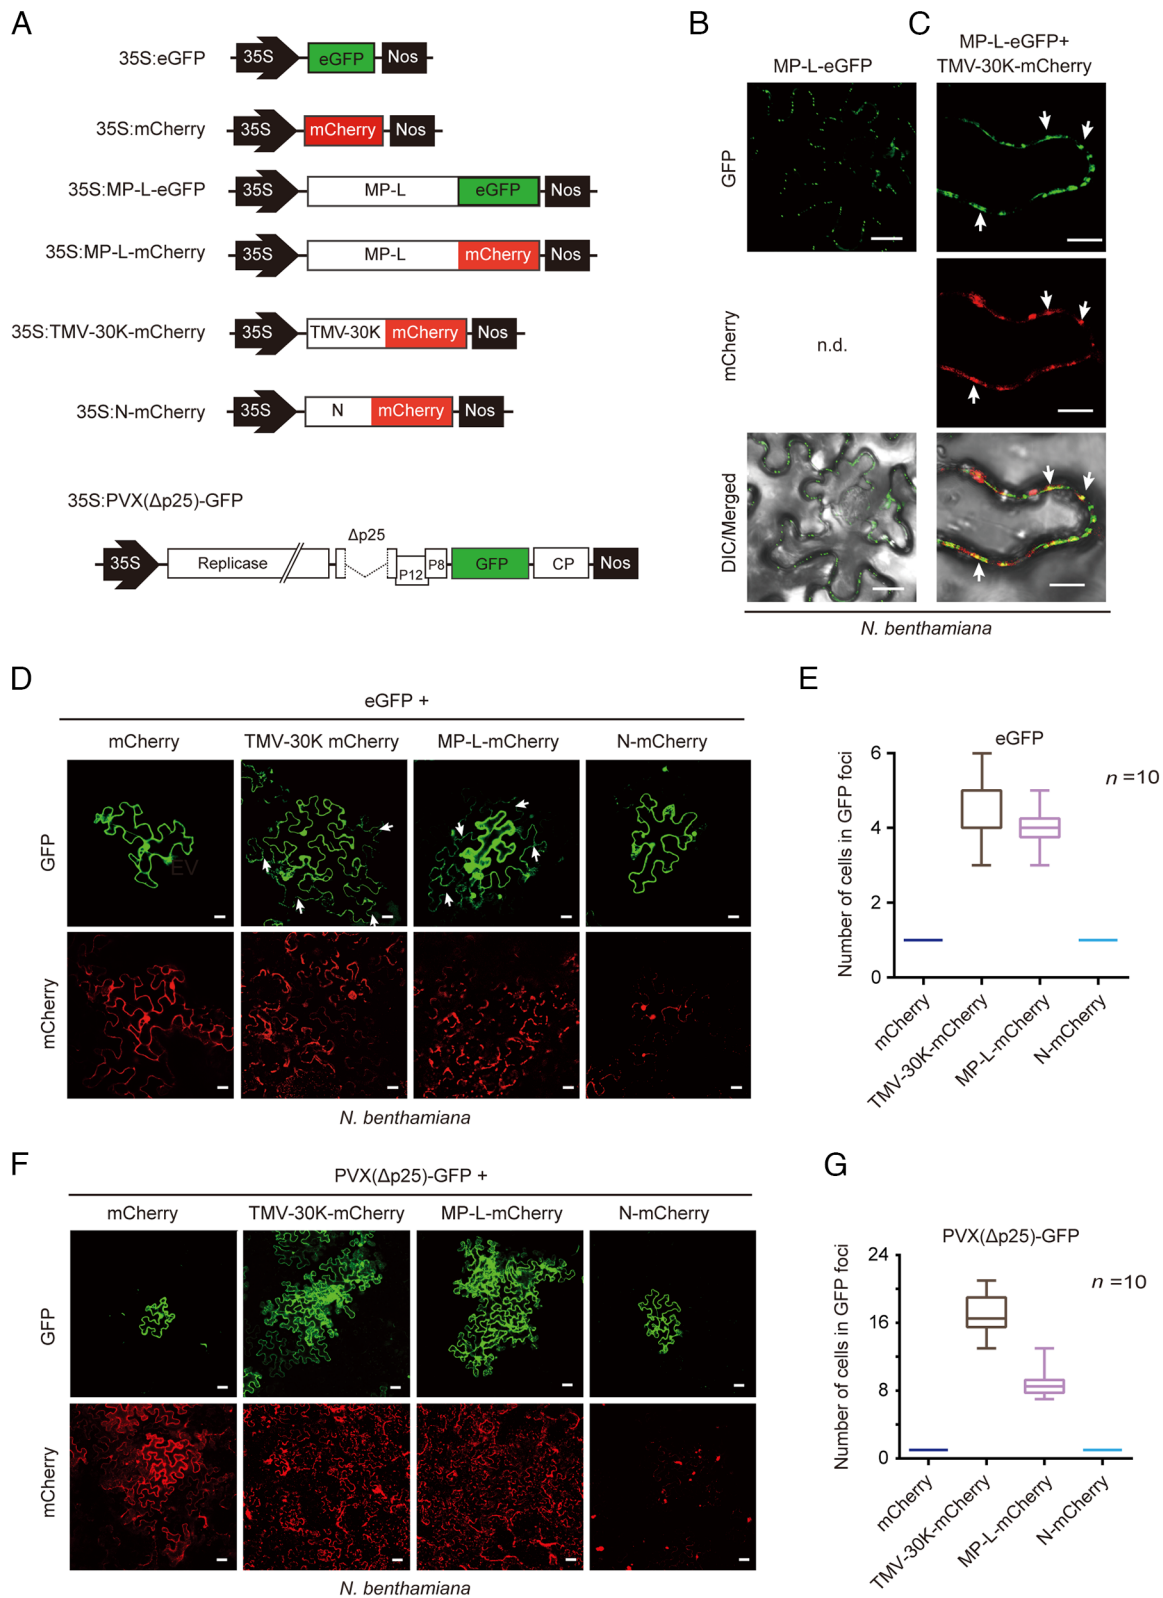 A
35S:eGFP
35S
eGFP
Nos
35S:mCherry
35S
mCherry
Nos
35S:MP-L-eGFP
35S
MP-L
eGFP
Nos
35S:MP-L-mCherry
35S
MP-L
mCherry
Nos
35S:TMV-30K-mCherry
35S
TMV-30K
mCherry
Nos
35S:N-mCherry
35S
N
mCherry
Nos
35S:PVX(Δp25)-GFP
35S
Replicase
Δp25
P12
P8
GFP
CP
Nos
B
MP-L-eGFP
C
MP-L-eGFP+
TMV-30K-mCherry
GFP
mCherry
n.d.
DIC/Merged
N. benthamiana
D
eGFP +
mCherry
TMV-30K mCherry
MP-L-mCherry
N-mCherry
GFP
EV
mCherry
N. benthamiana
E
eGFP
n =10
Number of cells in GFP foci
6
4
2
0
mCherry
TMV-30K-mCherry
MP-L-mCherry
N-mCherry
F
PVX(Δp25)-GFP +
mCherry
TMV-30K-mCherry
MP-L-mCherry
N-mCherry
GFP
mCherry
N. benthamiana
G
PVX(Δp25)-GFP
n =10
Number of cells in GFP foci
24
16
8
0
mCherry
TMV-30K-mCherry
MP-L-mCherry
N-mCherry